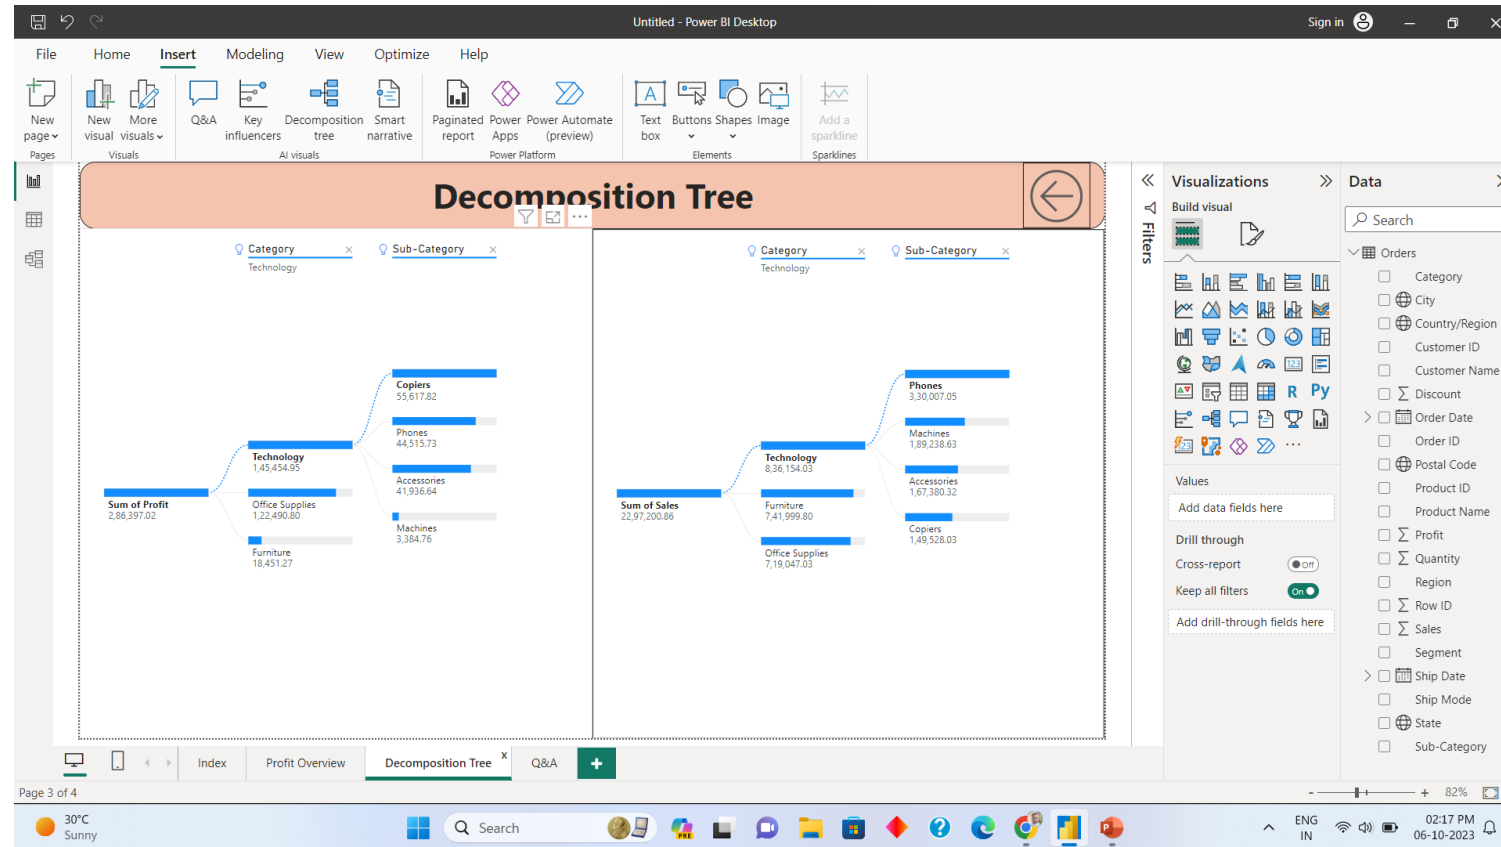 Untitled - Power BI Desktop
Sign in
File Home Insert Modeling View Optimize Help
New page
New visual
More visuals
Q&A
Key influencers
Decomposition tree
Smart narrative
Paginated report
Power Apps
Power Automate (preview)
Text box
Buttons
Shapes
Image
Add a sparkline
Pages Visuals AI visuals Power Platform Elements Sparklines
Decomposition Tree
Category
Technology
Sub-Category
Copiers
55,617.82
Phones
44,515.73
Technology
1,45,454.95
Accessories
41,936.64
Sum of Profit
2,86,397.02
Office Supplies
1,22,490.80
Machines
3,384.76
Furniture
18,451.27
Category
Technology
Sub-Category
Phones
3,30,007.05
Machines
1,89,238.63
Technology
8,36,154.03
Accessories
1,67,380.32
Sum of Sales
22,97,200.86
Furniture
7,41,999.80
Copiers
1,49,528.03
Office Supplies
7,19,047.03
Filters
Visualizations
Build visual
123
R Py
123
Values
Add data fields here
Drill through
Cross-report Off
Keep all filters On
Add drill-through fields here
Data
Search
Orders
Category
City
Country/Region
Customer ID
Customer Name
Discount
Order Date
Order ID
Postal Code
Product ID
Product Name
Profit
Quantity
Region
Row ID
Sales
Segment
Ship Date
Ship Mode
State
Sub-Category
Index Profit Overview Decomposition Tree x Q&A +
Page 3 of 4
- + 82%
30°C
Sunny
Search
PRE
ENG
IN
02:17 PM
06-10-2023